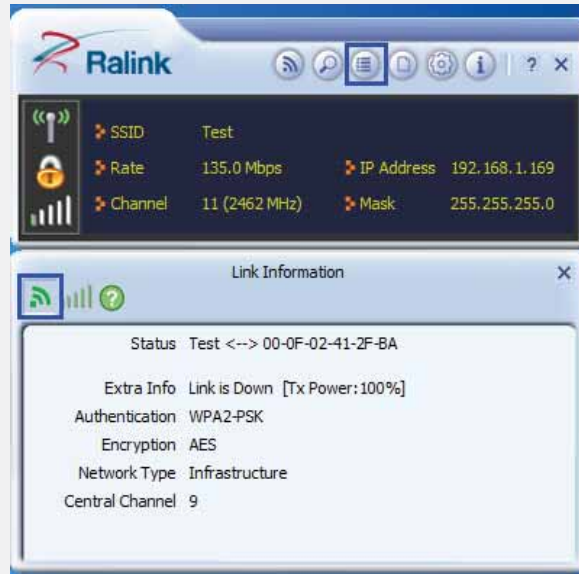 Ralink
? ×
SSID Test
Rate 135.0 Mbps IP Address 192.168.1.169
Channel 11 (2462 MHz) Mask 255.255.255.0
Link Information ×
Status Test <--> 00-0F-02-41-2F-BA
Extra Info Link is Down [Tx Power:100%]
Authentication WPA2-PSK
Encryption AES
Network Type Infrastructure
Central Channel 9